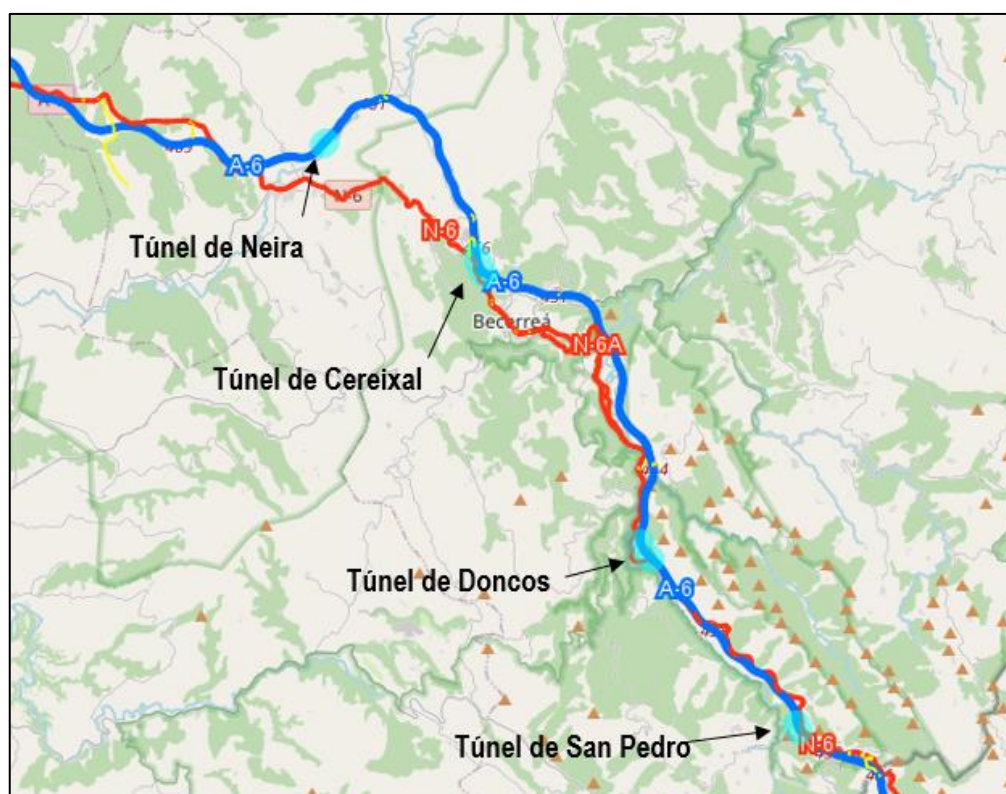 A-6
N-6
Túnel de Neira
N-6
A-6
Becerreá
N-6A
Túnel de Cereixal
Túnel de Doncos
A-6
Túnel de San Pedro
N-6